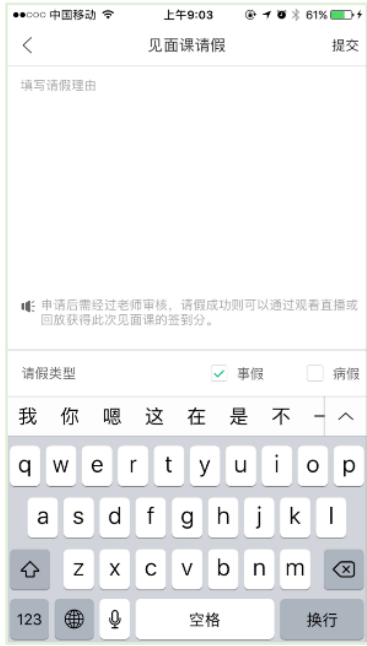 中国移动 上午9:03 61%
见面课请假 提交
填写请假理由
申请后需经过老师审核，请假成功则可以通过观看直播或
回放获得此次见面课的签到分。
请假类型 事假 病假
我 你 嗯 这 在 是 不 一
q w e r t y u i o p
a s d f g h j k l
z x c v b n m
123 空格 换行